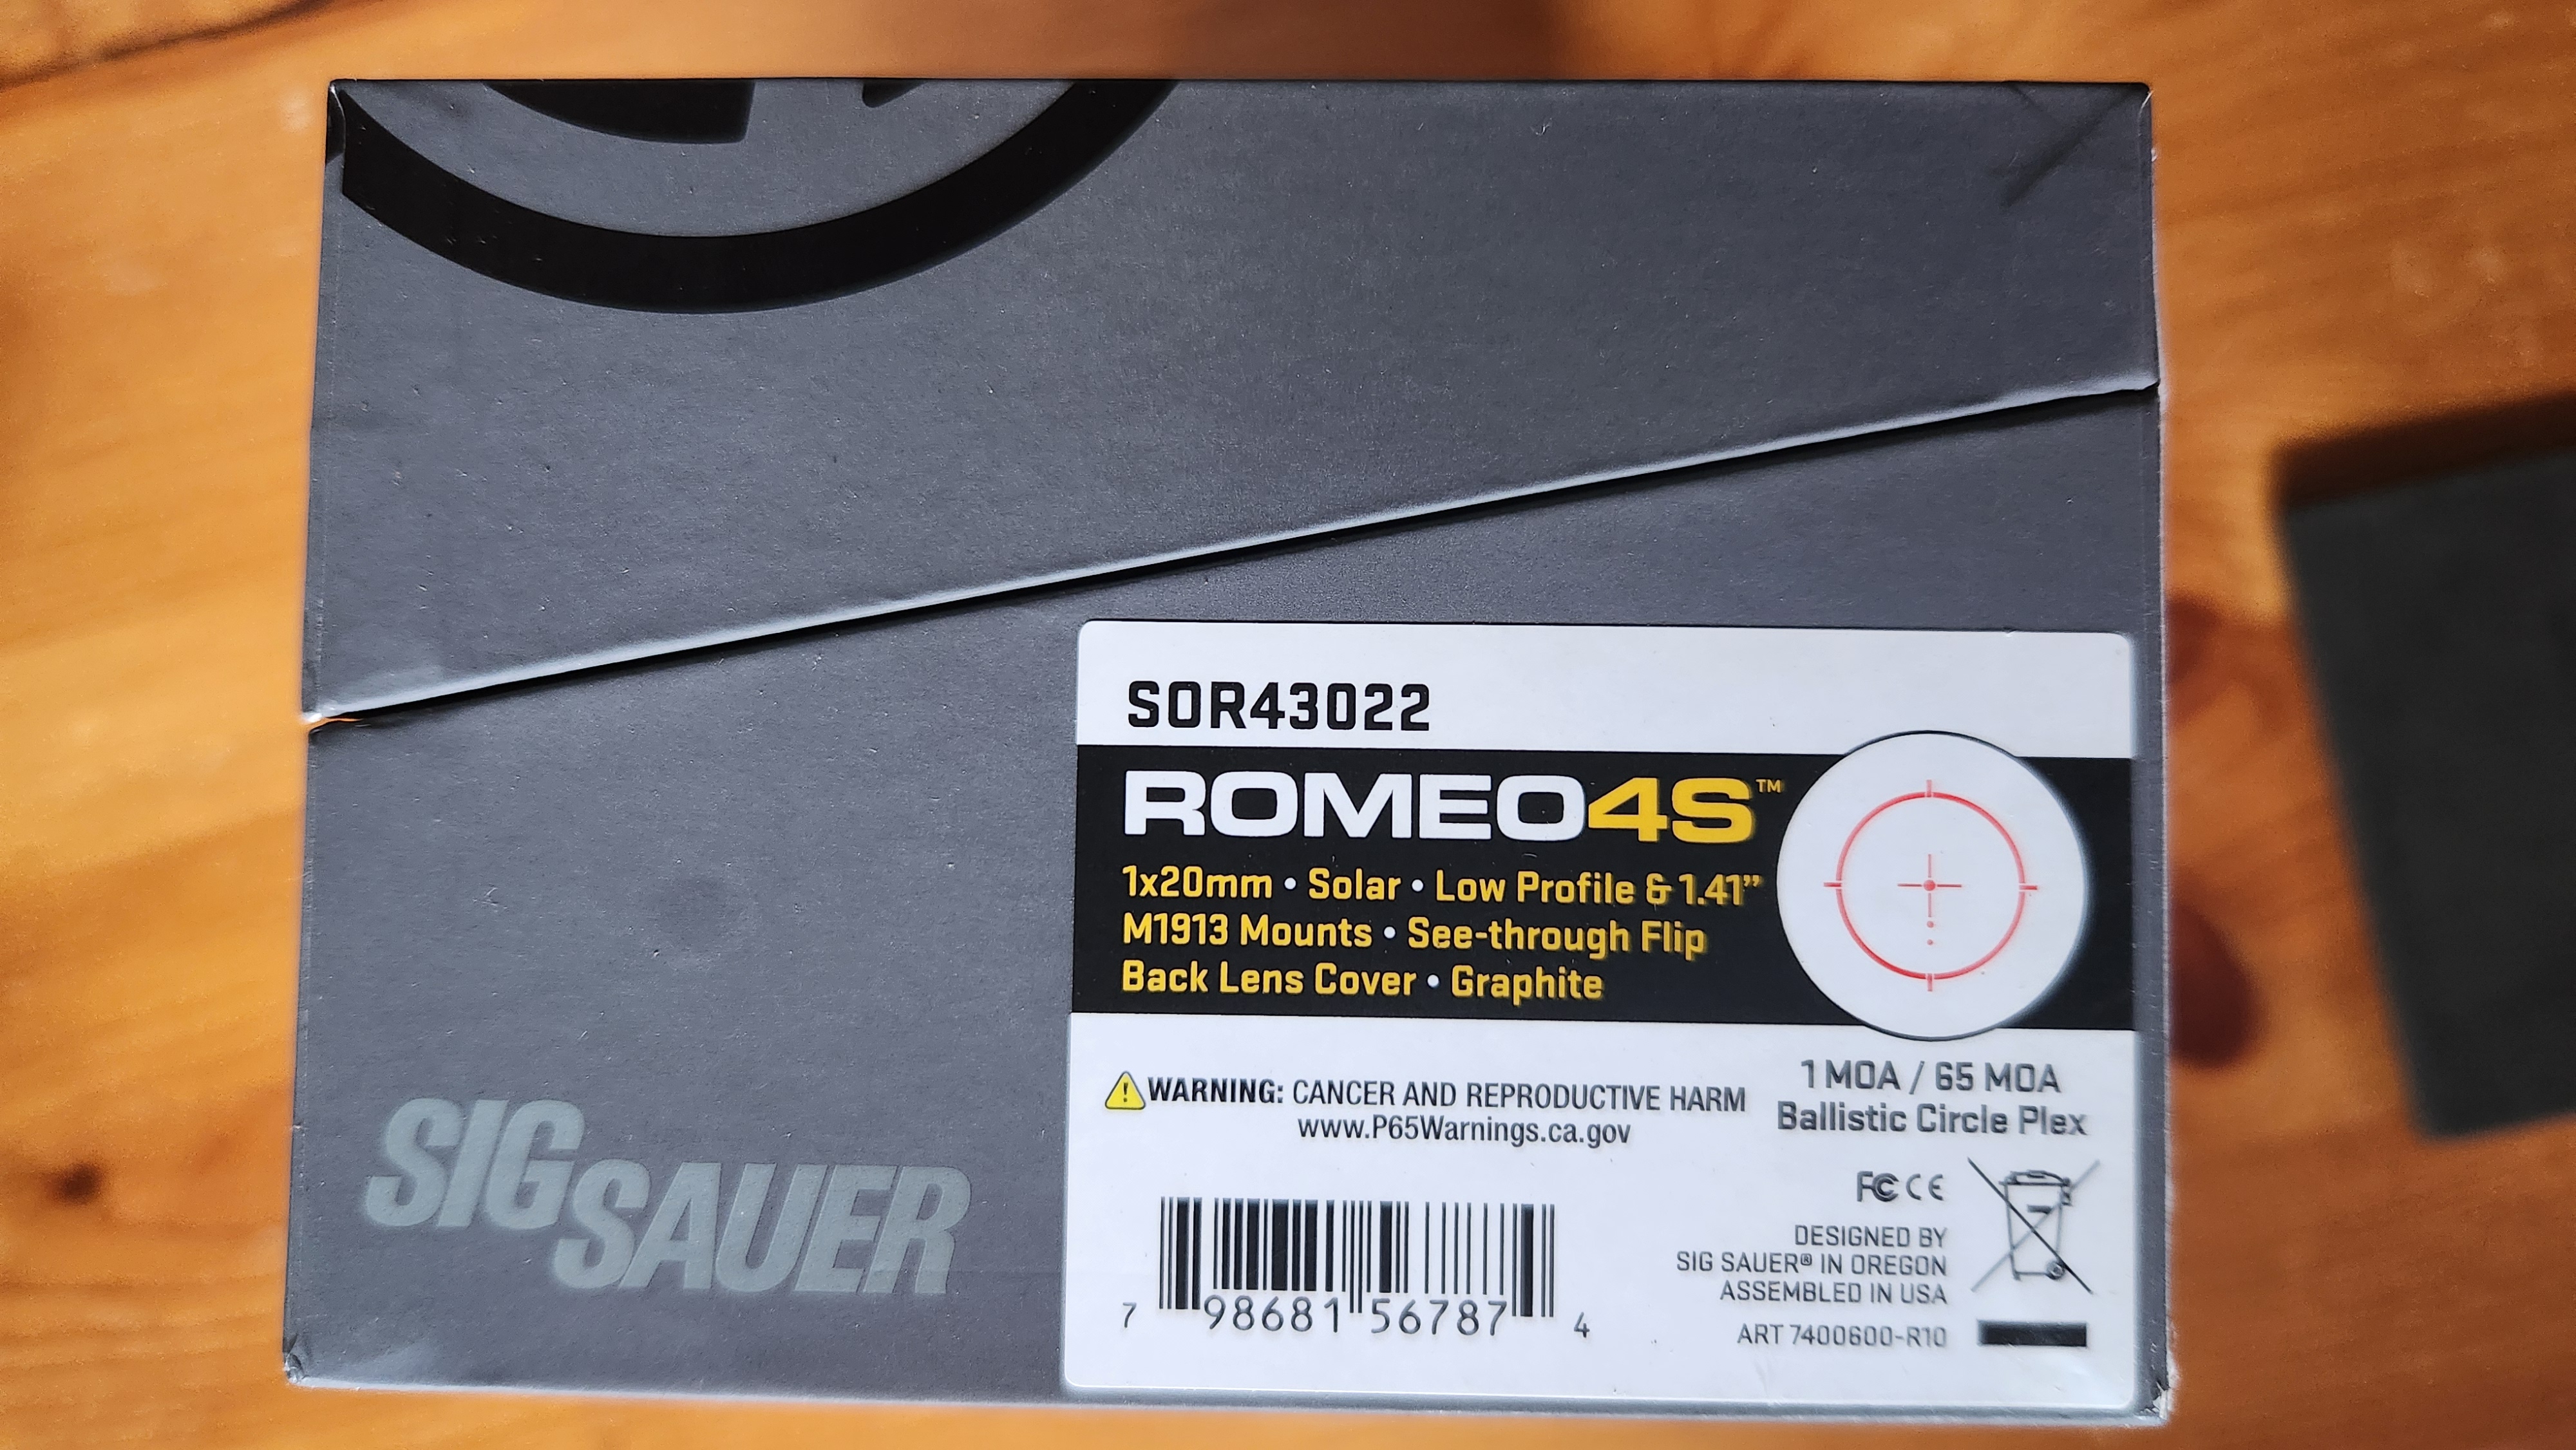 SOR43022
ROMEO4S™
1x20mm • Solar • Low Profile & 1.41”
M1913 Mounts • See-through Flip
Back Lens Cover • Graphite
WARNING: CANCER AND REPRODUCTIVE HARM
www.P65Warnings.ca.gov
1 MOA / 65 MOA
Ballistic Circle Plex
SIG SAUER
FC CE
DESIGNED BY
SIG SAUER® IN OREGON
ASSEMBLED IN USA
ART 7400600-R10
7 98681 56787 4